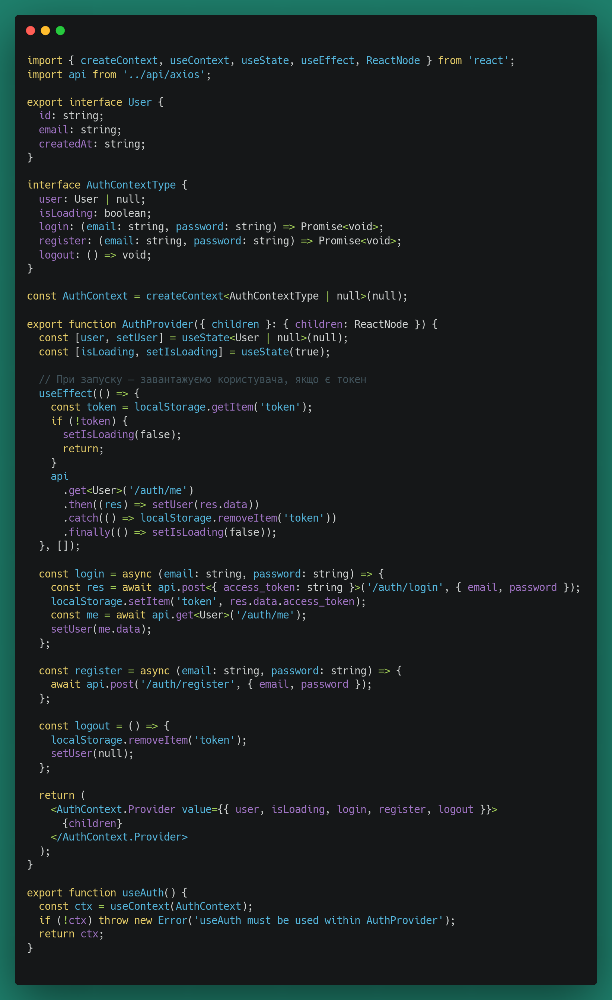 import { createContext, useContext, useState, useEffect, ReactNode } from 'react';
import api from '../api/axios';

export interface User {
  id: string;
  email: string;
  createdAt: string;
}

interface AuthContextType {
  user: User | null;
  isLoading: boolean;
  login: (email: string, password: string) => Promise<void>;
  register: (email: string, password: string) => Promise<void>;
  logout: () => void;
}

const AuthContext = createContext<AuthContextType | null>(null);

export function AuthProvider({ children }: { children: ReactNode }) {
  const [user, setUser] = useState<User | null>(null);
  const [isLoading, setIsLoading] = useState(true);

  // При запуску — завантажуємо користувача, якщо є токен
  useEffect(() => {
    const token = localStorage.getItem('token');
    if (!token) {
      setIsLoading(false);
      return;
    }
    api
      .get<User>('/auth/me')
      .then((res) => setUser(res.data))
      .catch(() => localStorage.removeItem('token'))
      .finally(() => setIsLoading(false));
  }, []);

  const login = async (email: string, password: string) => {
    const res = await api.post<{ access_token: string }>('/auth/login', { email, password });
    localStorage.setItem('token', res.data.access_token);
    const me = await api.get<User>('/auth/me');
    setUser(me.data);
  };

  const register = async (email: string, password: string) => {
    await api.post('/auth/register', { email, password });
  };

  const logout = () => {
    localStorage.removeItem('token');
    setUser(null);
  };

  return (
    <AuthContext.Provider value={{ user, isLoading, login, register, logout }}>
      {children}
    </AuthContext.Provider>
  );
}

export function useAuth() {
  const ctx = useContext(AuthContext);
  if (!ctx) throw new Error('useAuth must be used within AuthProvider');
  return ctx;
}